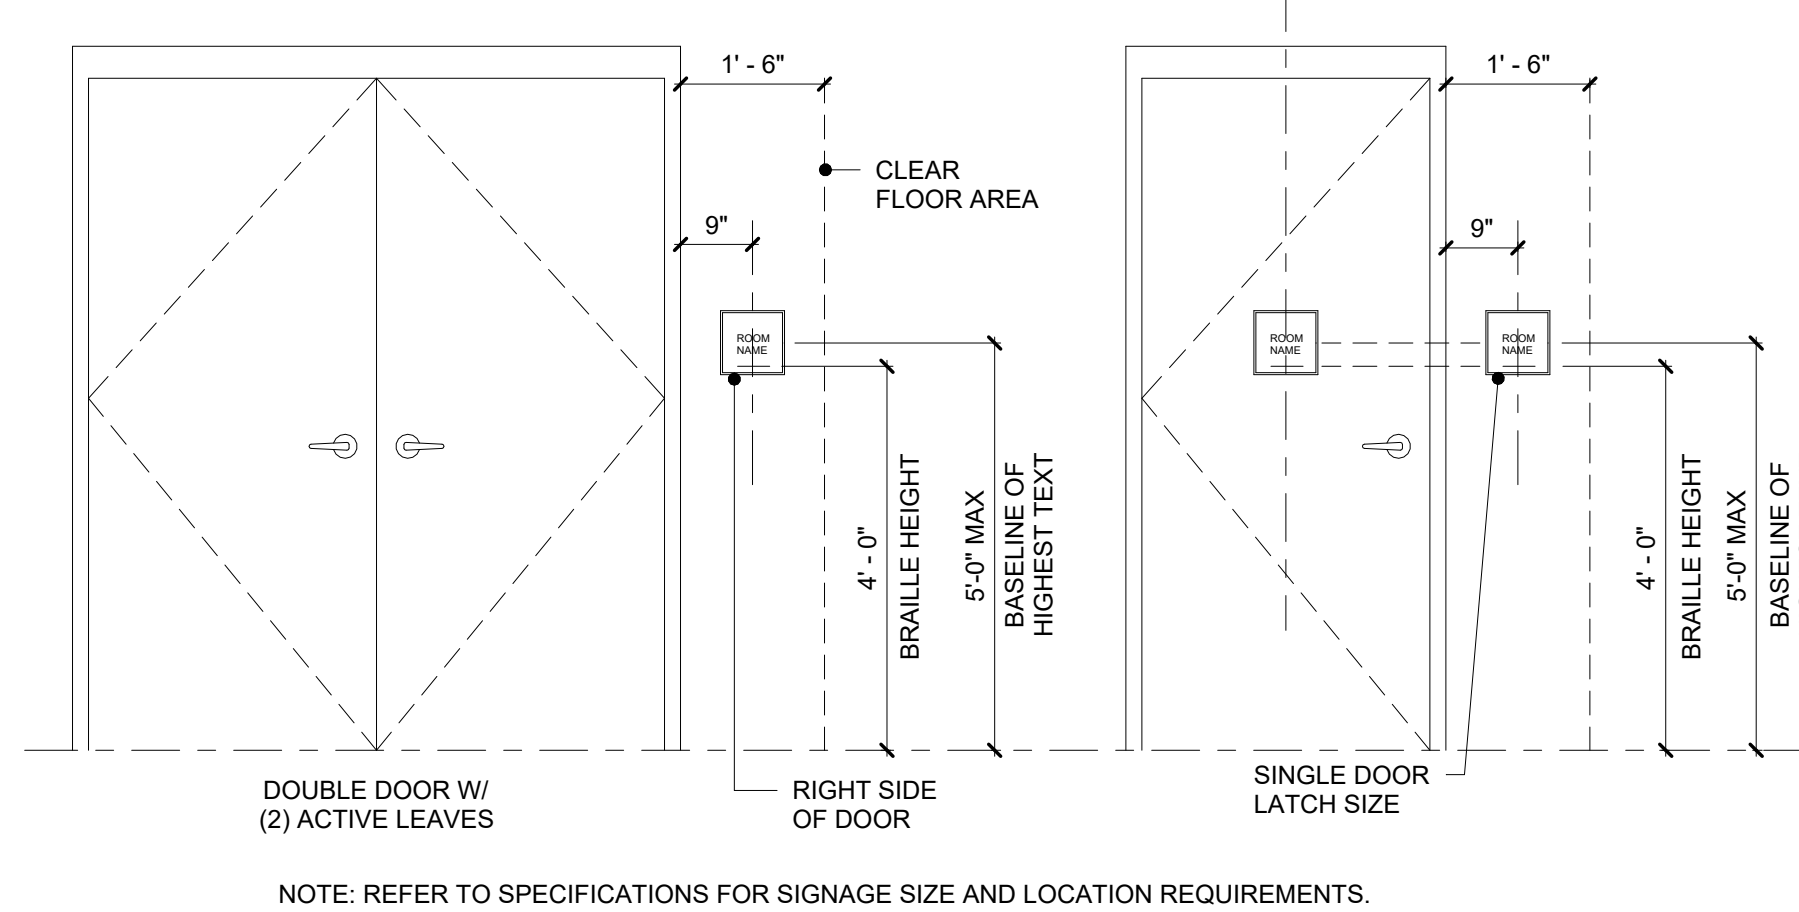 1' - 6"
CLEAR
FLOOR AREA
9"
ROOM
NAME
4' - 0"
BRAILLE HEIGHT
5'-0" MAX
BASELINE OF
HIGHEST TEXT
DOUBLE DOOR W/
(2) ACTIVE LEAVES
RIGHT SIDE
OF DOOR
1' - 6"
9"
ROOM
NAME
ROOM
NAME
4' - 0"
BRAILLE HEIGHT
5'-0" MAX
BASELINE OF
SINGLE DOOR
LATCH SIZE
NOTE: REFER TO SPECIFICATIONS FOR SIGNAGE SIZE AND LOCATION REQUIREMENTS.